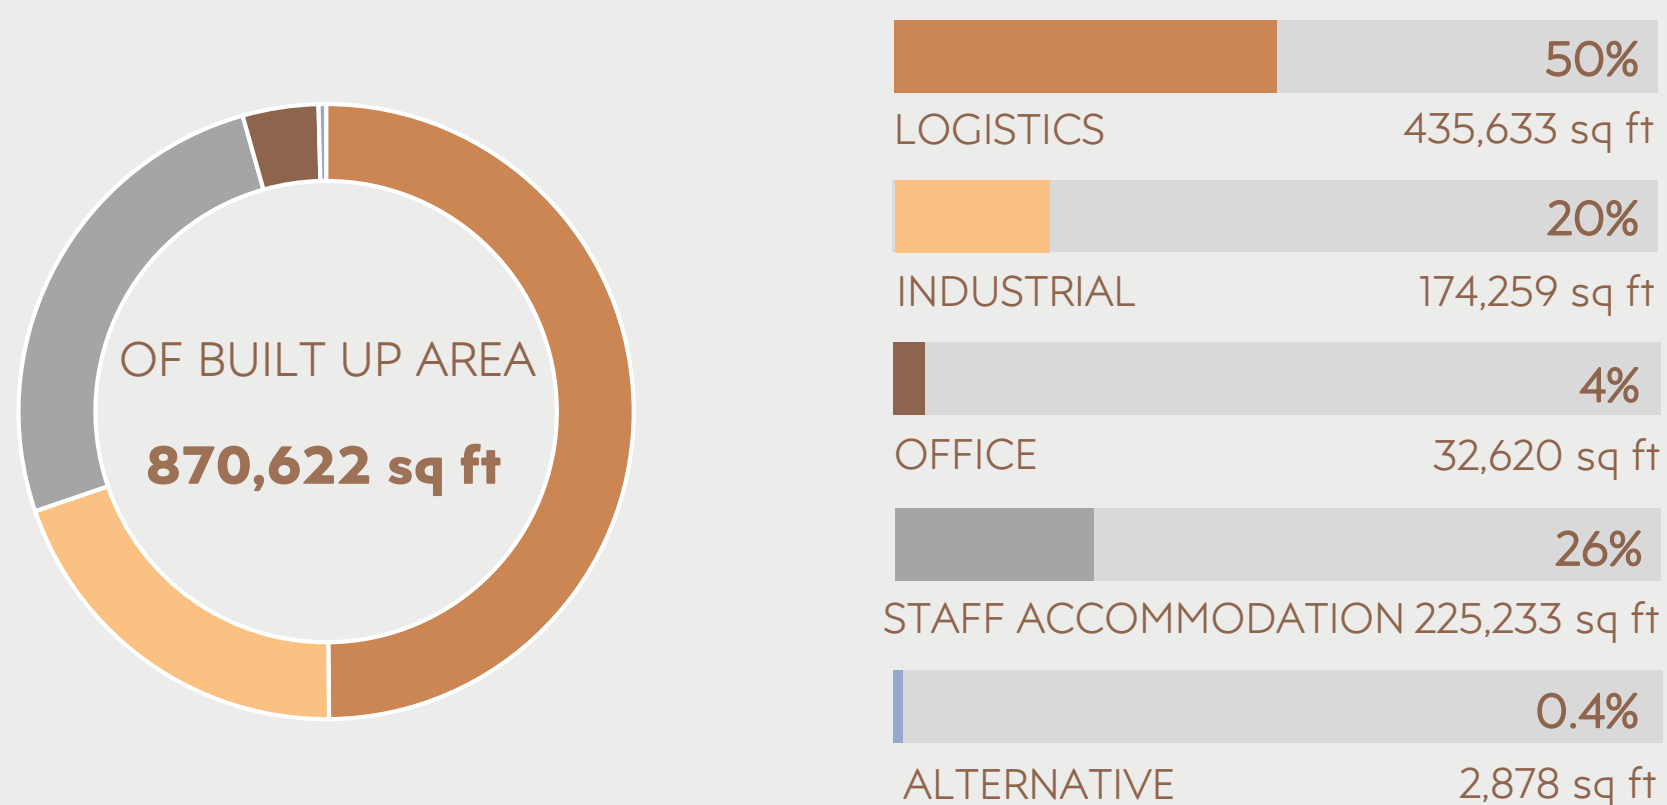 OF BUILT UP AREA
870,622 sq ft
50%
LOGISTICS 435,633 sq ft
20%
INDUSTRIAL 174,259 sq ft
4%
OFFICE 32,620 sq ft
26%
STAFF ACCOMMODATION 225,233 sq ft
0.4%
ALTERNATIVE 2,878 sq ft